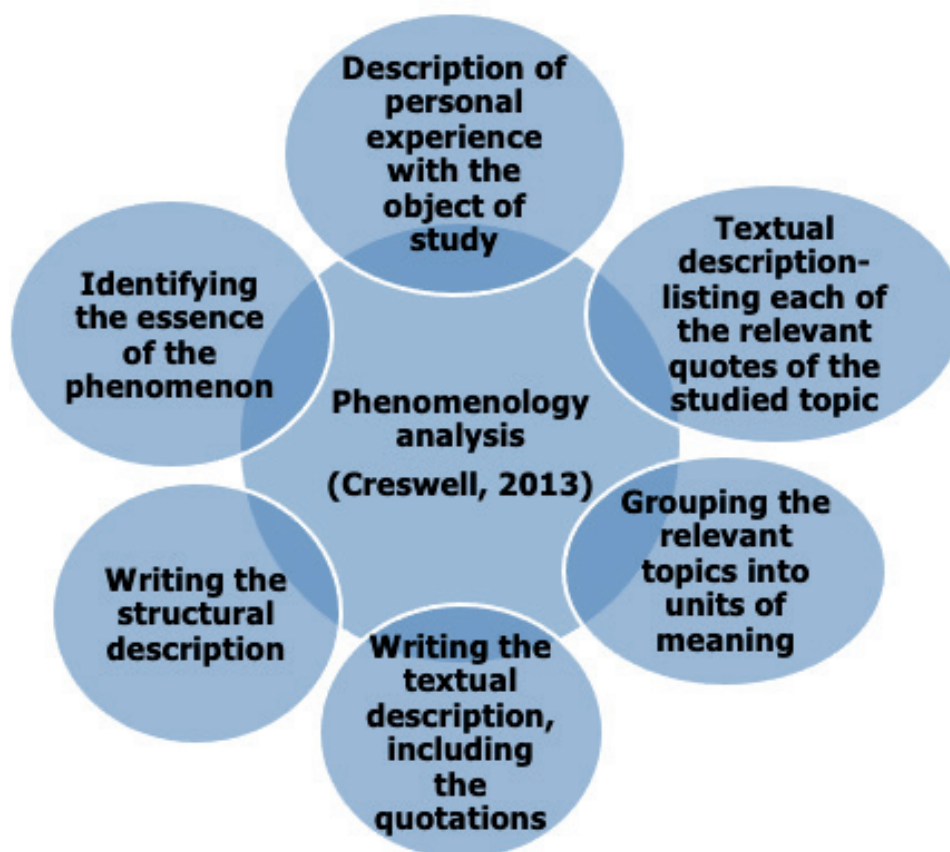 Description of
personal
experience
with the
object of
study
Textual
description-
listing each of
the relevant
quotes of the
studied topic
Grouping the
relevant
topics into
units of
meaning
Writing the
textual
description,
including
the
quotations
Writing the
structural
description
Identifying
the essence
of the
phenomenon
Phenomenology
analysis
(Creswell, 2013)